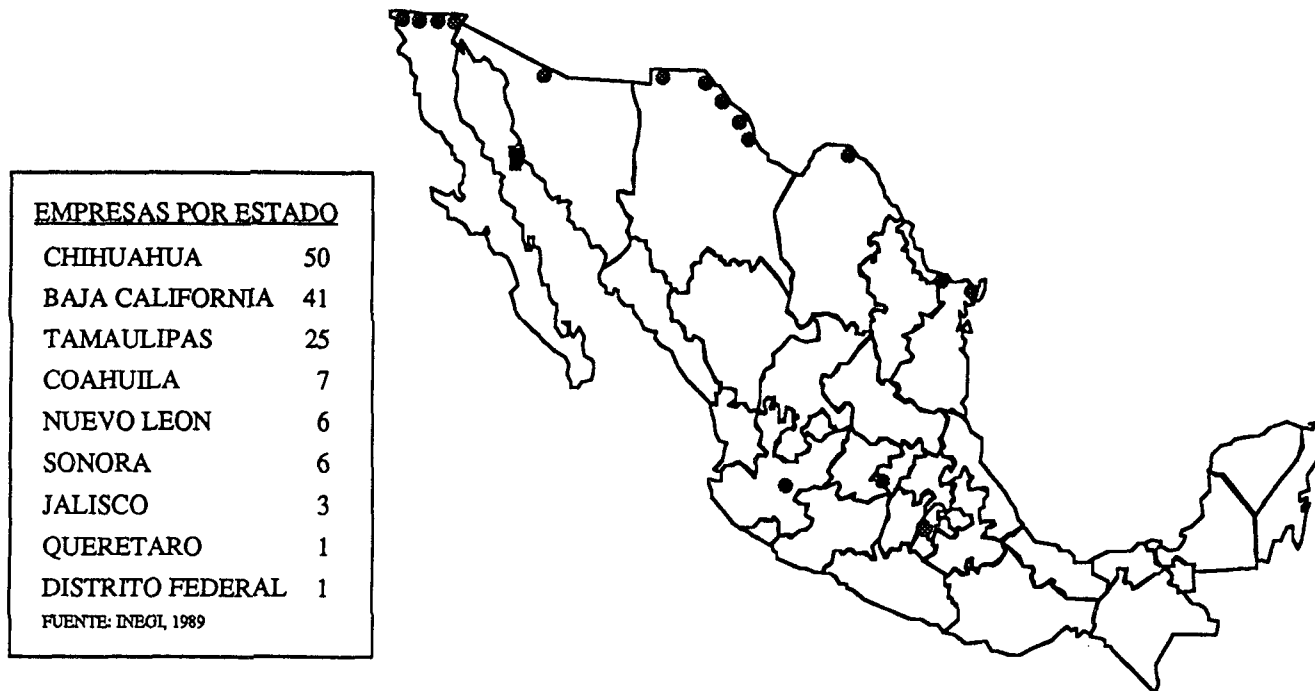 EMPRESAS POR ESTADO
CHIHUAHUA 50
BAJA CALIFORNIA 41
TAMAULIPAS 25
COAHUILA 7
NUEVO LEON 6
SONORA 6
JALISCO 3
QUERETARO 1
DISTRITO FEDERAL 1
FUENTE: INEGI, 1989